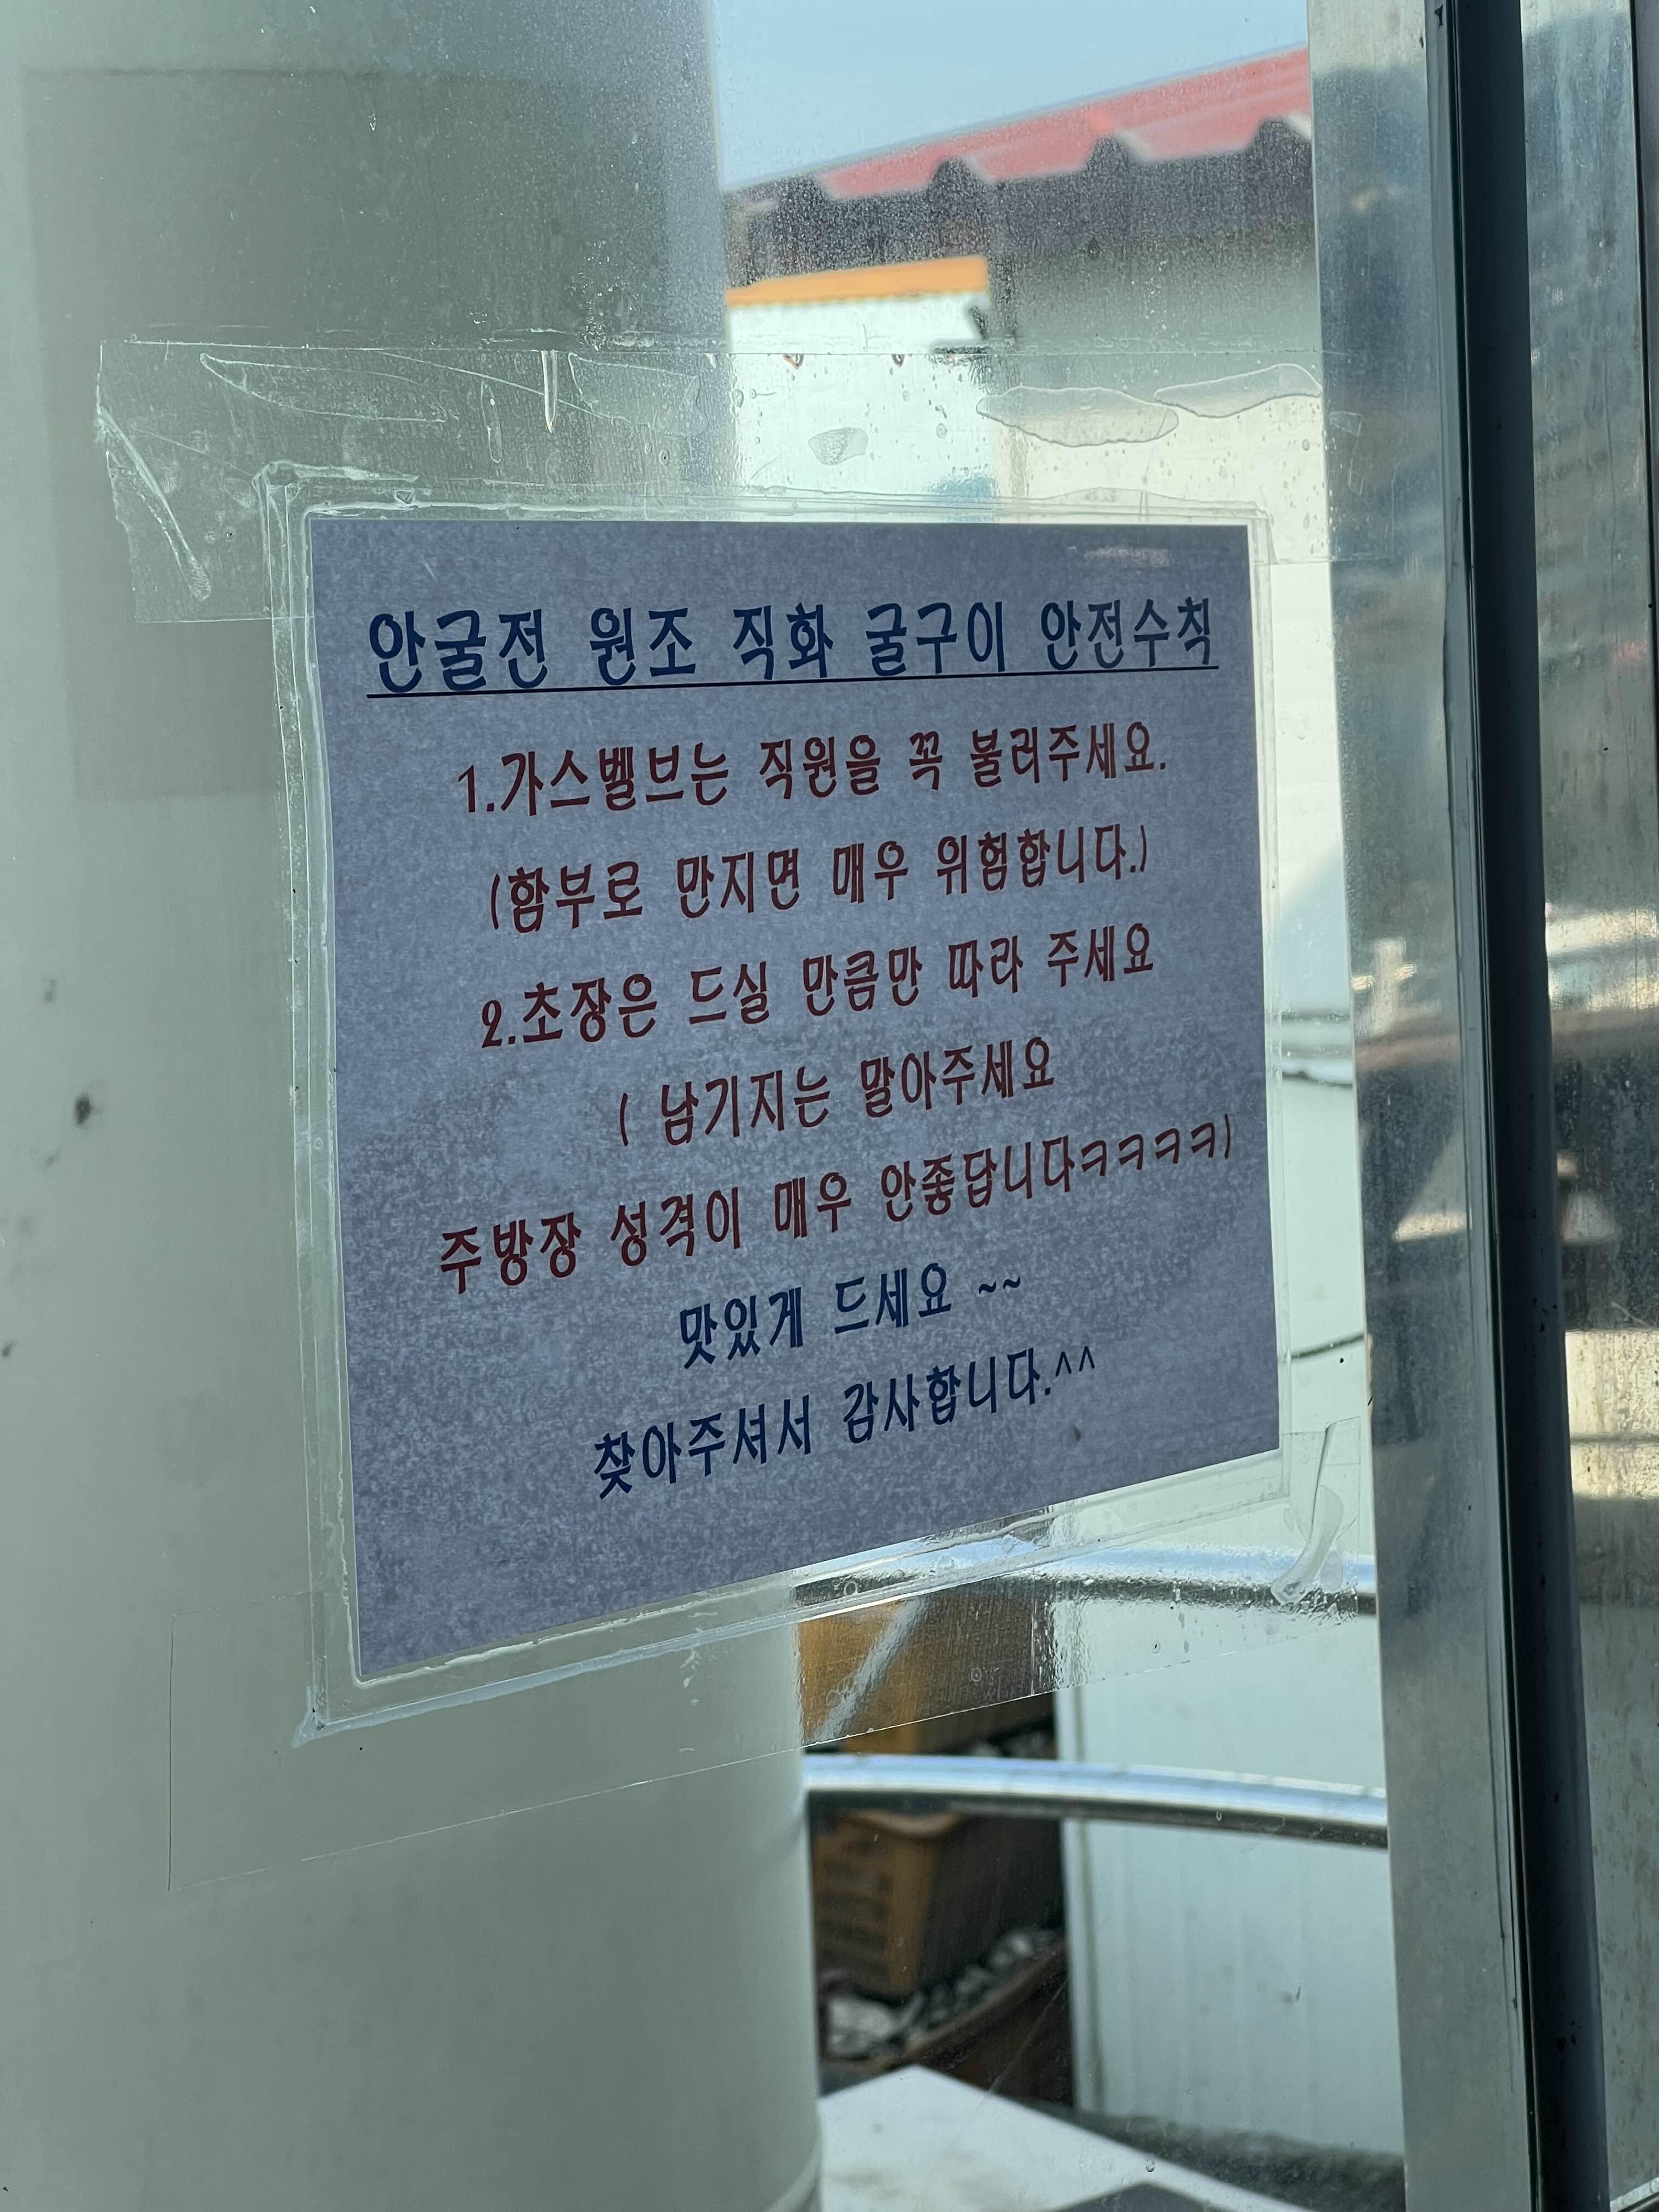 안굴전 원조 직화 굴구이 안전수칙
1.가스벨브는 직원을 꼭 불러주세요.
(함부로 만지면 매우 위험합니다.)
2.초장은 드실 만큼만 따라 주세요
( 남기지는 말아주세요
주방장 성격이 매우 안좋답니다ㅋㅋㅋㅋ)
맛있게 드세요 ~~
찾아주셔서 감사합니다.^^